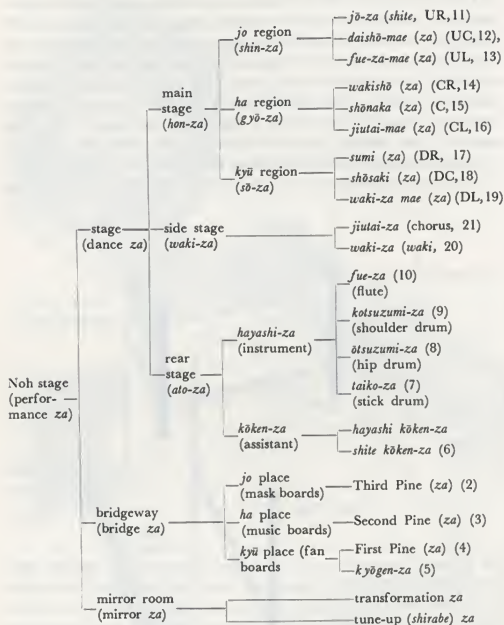 jō-za (shite, UR, 11)
jo region
(shin-za)
daishō-mae (za) (UC, 12),
fue-za-mae (za) (UL, 13)
main
stage
(hon-za)
ha region
(gyō-za)
wakishō (za) (CR, 14)
shōnaka (za) (C, 15)
jiutai-mae (za) (CL, 16)
kyū region
(sō-za)
sumi (za) (DR, 17)
shōsaki (za) (DC, 18)
waki-za mae (za) (DL, 19)
stage
(dance za)
side stage
(waki-za)
jiutai-za (chorus, 21)
waki-za (waki, 20)
rear
stage
(ato-za)
hayashi-za
(instrument)
fue-za (10)
(flute)
kotsuzumi-za (9)
(shoulder drum)
ōtsuzumi-za (8)
(hip drum)
taiko-za (7)
(stick drum)
kōken-za
(assistant)
hayashi kōken-za
shite kōken-za (6)
Noh stage
(perfor-
mance za)
bridgeway
(bridge za)
jo place
(mask boards)
Third Pine (za) (2)
ha place
(music boards)
Second Pine (za) (3)
kyū place (fan
boards
First Pine (za) (4)
kyōgen-za (5)
mirror room
(mirror za)
transformation za
tune-up (shirabe) za